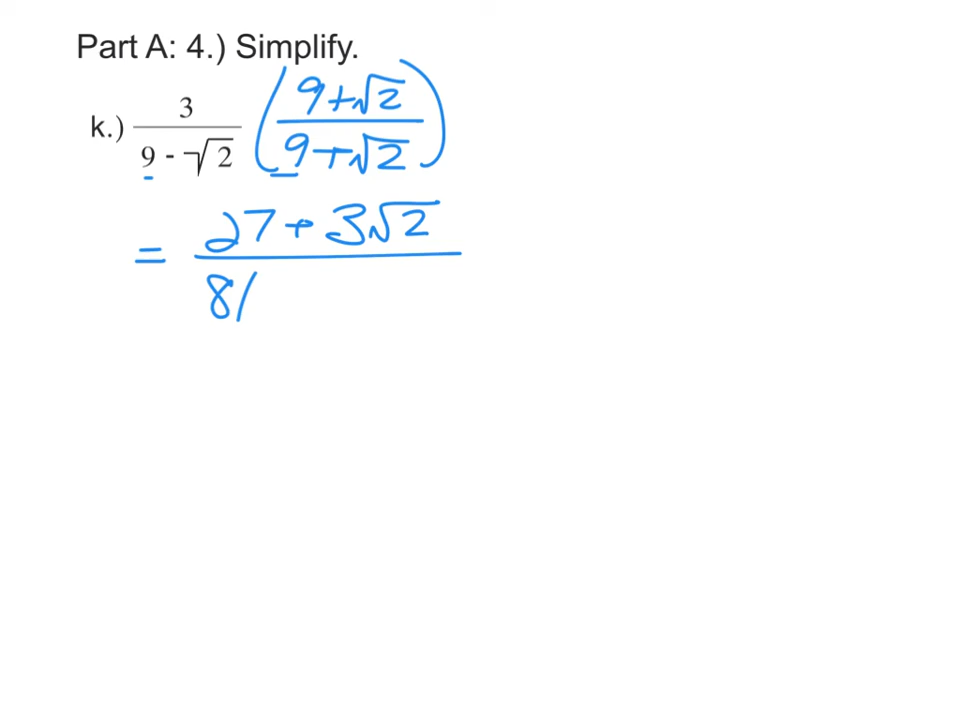 Part A: 4.) Simplify.
k.) 3/(9 - √2) ((9+√2)/(9+√2))
= (27 + 3√2)/81